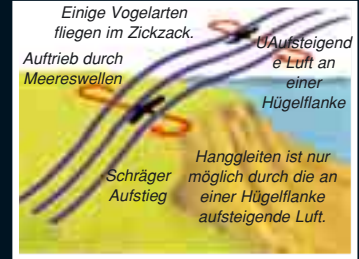 Einige Vogelarten
fliegen im Zickzack.
Auftrieb durch
Meereswellen
UAufsteigend
e Luft an
einer
Hügelflanke
Schräger
Aufstieg
Hanggleiten ist nur
möglich durch die an
einer Hügelflanke
aufsteigende Luft.